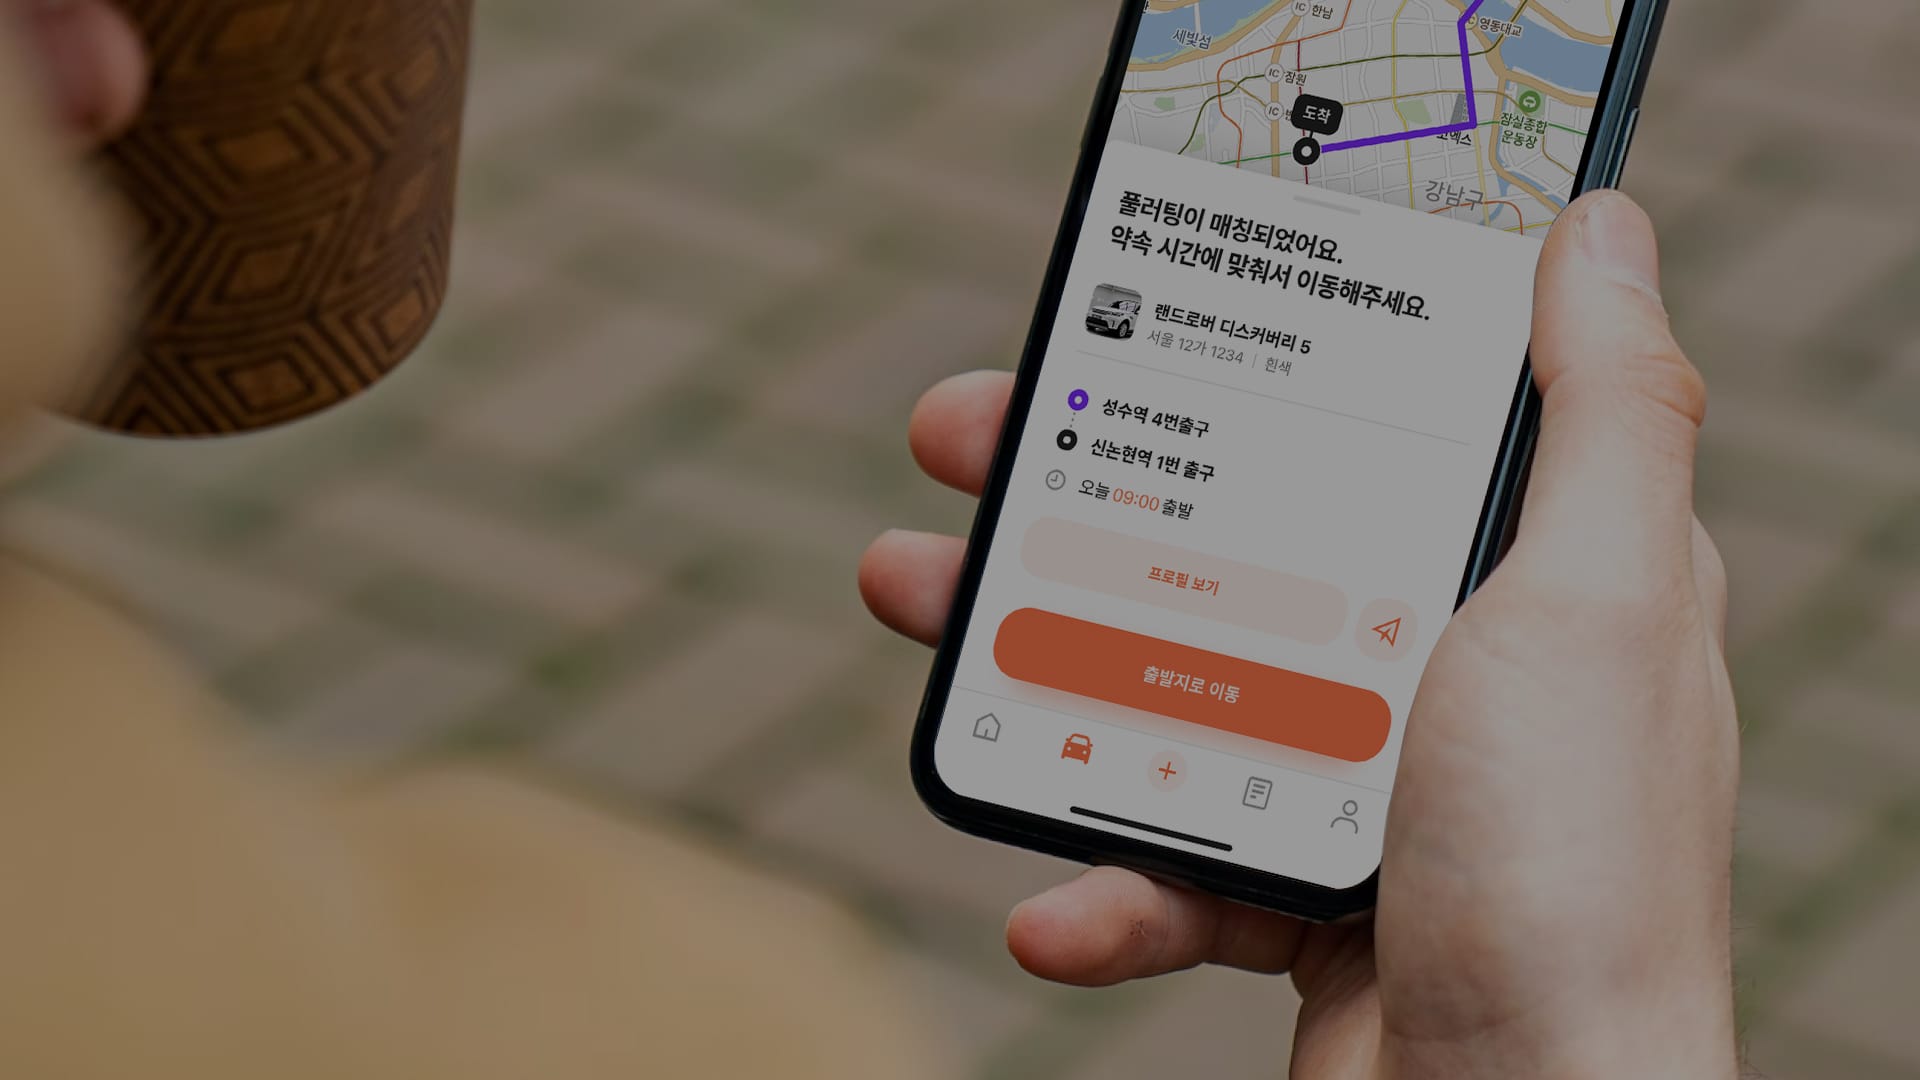 IC 한남
영동대교
세빛섬
IC 잠원
IC
도착
잠실종합
운동장
코엑스
강남구
풀러팅이 매칭되었어요.
약속 시간에 맞춰서 이동해주세요.
랜드로버 디스커버리 5
서울 12가 1234 | 흰색
성수역 4번출구
신논현역 1번 출구
오늘 09:00 출발
프로필 보기
출발지로 이동